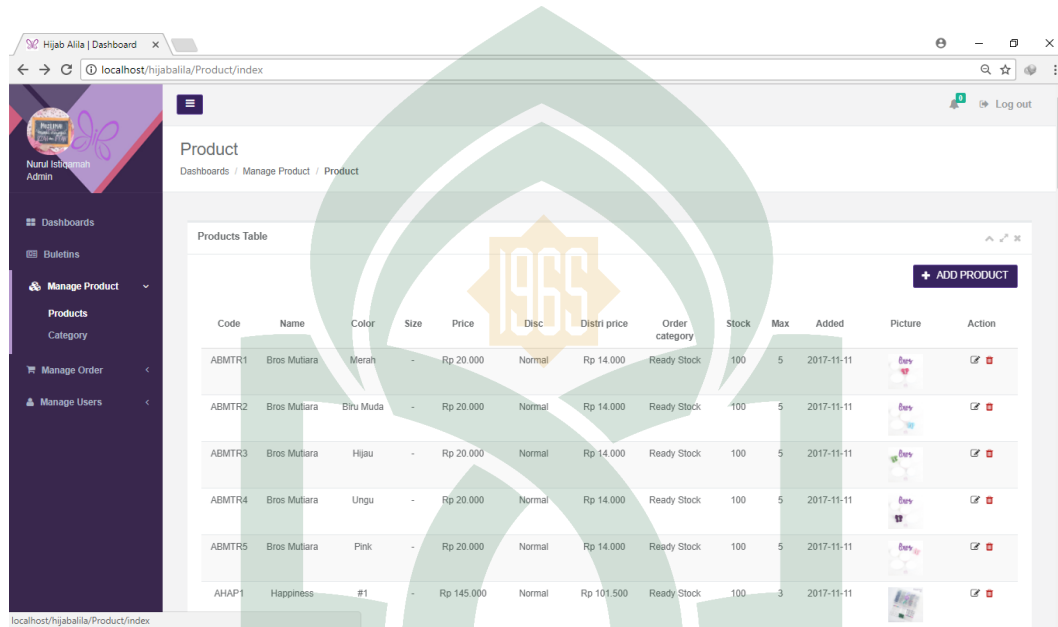 Hijab Alila | Dashboard
localhost/hijabalila/Product/index
0 Log out
Nurul Istiqamah
Admin
Dashboards
Buletins
Manage Product
Products
Category
Manage Order
Manage Users
Product
Dashboards / Manage Product / Product
Products Table
1965
+ ADD PRODUCT
Code Name Color Size Price Disc Distri price Order category Stock Max Added Picture Action
ABMTR1 Bros Mutiara Merah - Rp 20.000 Normal Rp 14.000 Ready Stock 100 5 2017-11-11 Bros
ABMTR2 Bros Mutiara Biru Muda - Rp 20.000 Normal Rp 14.000 Ready Stock 100 5 2017-11-11 Bros
ABMTR3 Bros Mutiara Hijau - Rp 20.000 Normal Rp 14.000 Ready Stock 100 5 2017-11-11 Bros
ABMTR4 Bros Mutiara Ungu - Rp 20.000 Normal Rp 14.000 Ready Stock 100 5 2017-11-11 Bros
ABMTR5 Bros Mutiara Pink - Rp 20.000 Normal Rp 14.000 Ready Stock 100 5 2017-11-11 Bros
AHAP1 Happiness #1 - Rp 145.000 Normal Rp 101.500 Ready Stock 100 3 2017-11-11
localhost/hijabalila/Product/index